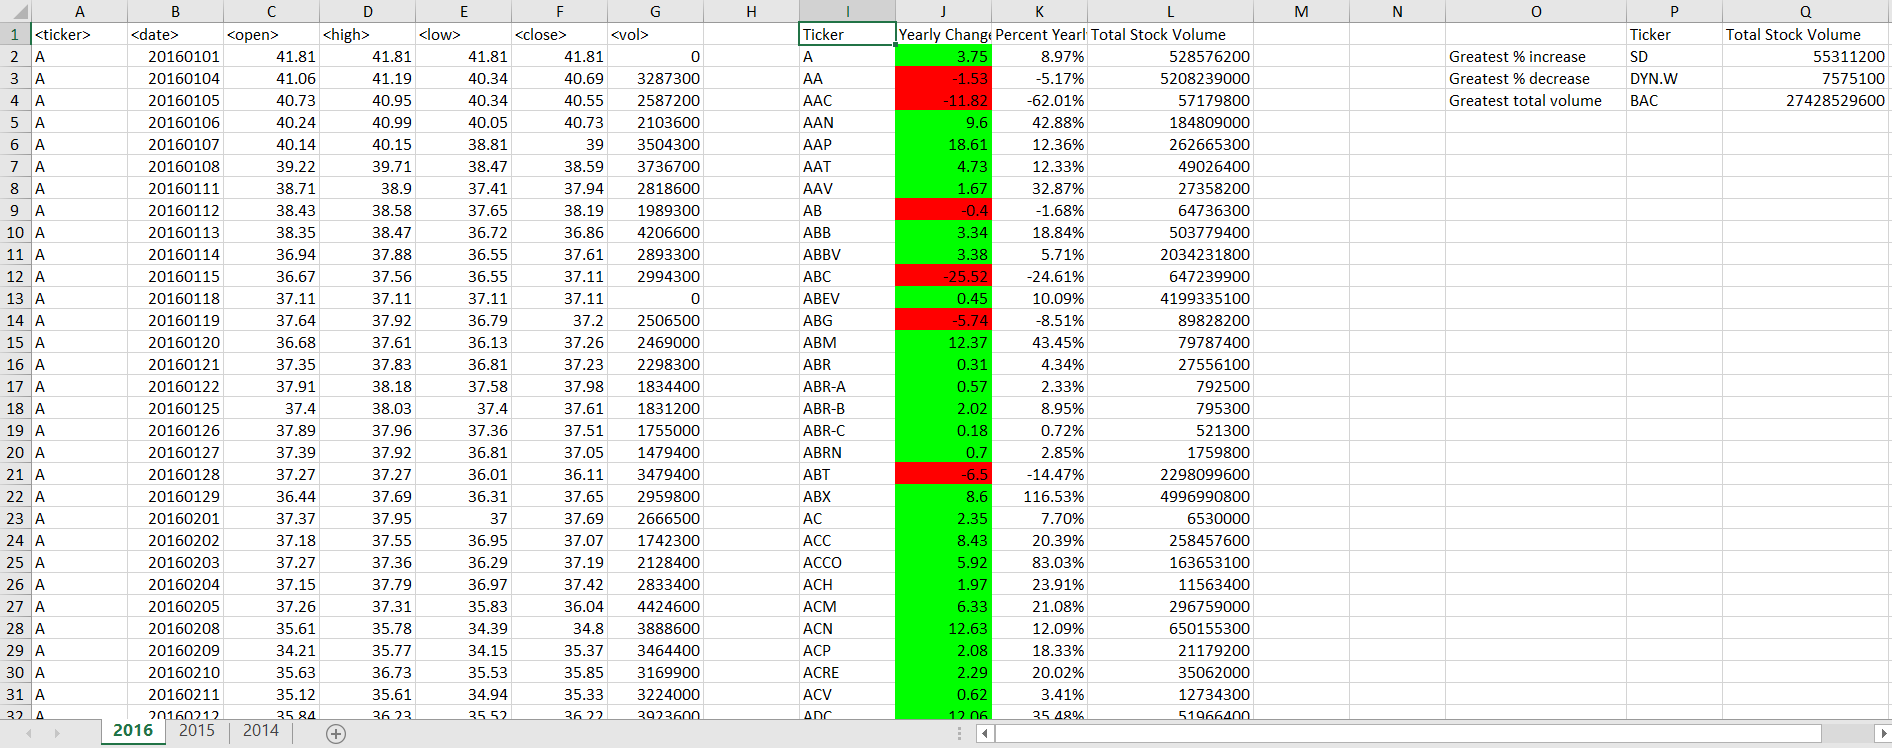 A B C D E F G H I J K L M N O P Q
1 <ticker> <date> <open> <high> <low> <close> <vol> Ticker Yearly Change Percent Yearl Total Stock Volume Ticker Total Stock Volume
2 A 20160101 41.81 41.81 41.81 41.81 0 A 3.75 8.97% 528576200 Greatest % increase SD 55311200
3 A 20160104 41.06 41.19 40.34 40.69 3287300 AA -1.53 -5.17% 5208239000 Greatest % decrease DYN.W 7575100
4 A 20160105 40.73 40.95 40.34 40.55 2587200 AAC -11.82 -62.01% 57179800 Greatest total volume BAC 27428529600
5 A 20160106 40.24 40.99 40.05 40.73 2103600 AAN 9.6 42.88% 184809000
6 A 20160107 40.14 40.15 38.81 39 3504300 AAP 18.61 12.36% 262665300
7 A 20160108 39.22 39.71 38.47 38.59 3736700 AAT 4.73 12.33% 49026400
8 A 20160111 38.71 38.9 37.41 37.94 2818600 AAV 1.67 32.87% 27358200
9 A 20160112 38.43 38.58 37.65 38.19 1989300 AB -0.4 -1.68% 64736300
10 A 20160113 38.35 38.47 36.72 36.86 4206600 ABB 3.34 18.84% 503779400
11 A 20160114 36.94 37.88 36.55 37.61 2893300 ABBV 3.38 5.71% 2034231800
12 A 20160115 36.67 37.56 36.55 37.11 2994300 ABC -25.52 -24.61% 647239900
13 A 20160118 37.11 37.11 37.11 37.11 0 ABEV 0.45 10.09% 4199335100
14 A 20160119 37.64 37.92 36.79 37.2 2506500 ABG -5.74 -8.51% 89828200
15 A 20160120 36.68 37.61 36.13 37.26 2469000 ABM 12.37 43.45% 79787400
16 A 20160121 37.35 37.83 36.81 37.23 2298300 ABR 0.31 4.34% 27556100
17 A 20160122 37.91 38.18 37.58 37.98 1834400 ABR-A 0.57 2.33% 792500
18 A 20160125 37.4 38.03 37.4 37.61 1831200 ABR-B 2.02 8.95% 795300
19 A 20160126 37.89 37.96 37.36 37.51 1755000 ABR-C 0.18 0.72% 521300
20 A 20160127 37.39 37.92 36.81 37.05 1479400 ABRN 0.7 2.85% 1759800
21 A 20160128 37.27 37.27 36.01 36.11 3479400 ABT -6.5 -14.47% 2298099600
22 A 20160129 36.44 37.69 36.31 37.65 2959800 ABX 8.6 116.53% 4996990800
23 A 20160201 37.37 37.95 37 37.69 2666500 AC 2.35 7.70% 6530000
24 A 20160202 37.18 37.55 36.95 37.07 1742300 ACC 8.43 20.39% 258457600
25 A 20160203 37.27 37.36 36.29 37.19 2128400 ACCO 5.92 83.03% 163653100
26 A 20160204 37.15 37.79 36.97 37.42 2833400 ACH 1.97 23.91% 11563400
27 A 20160205 37.26 37.31 35.83 36.04 4424600 ACM 6.33 21.08% 296759000
28 A 20160208 35.61 35.78 34.39 34.8 3888600 ACN 12.63 12.09% 650155300
29 A 20160209 34.21 35.77 34.15 35.37 3464400 ACP 2.08 18.33% 21179200
30 A 20160210 35.63 36.73 35.53 35.85 3169900 ACRE 2.29 20.02% 35062000
31 A 20160211 35.12 35.61 34.94 35.33 3224000 ACV 0.62 3.41% 12734300
32 A 20160212 35.84 36.23 35.52 36.22 3923600 ADC 12.06 35.48% 51966400
2016 2015 2014